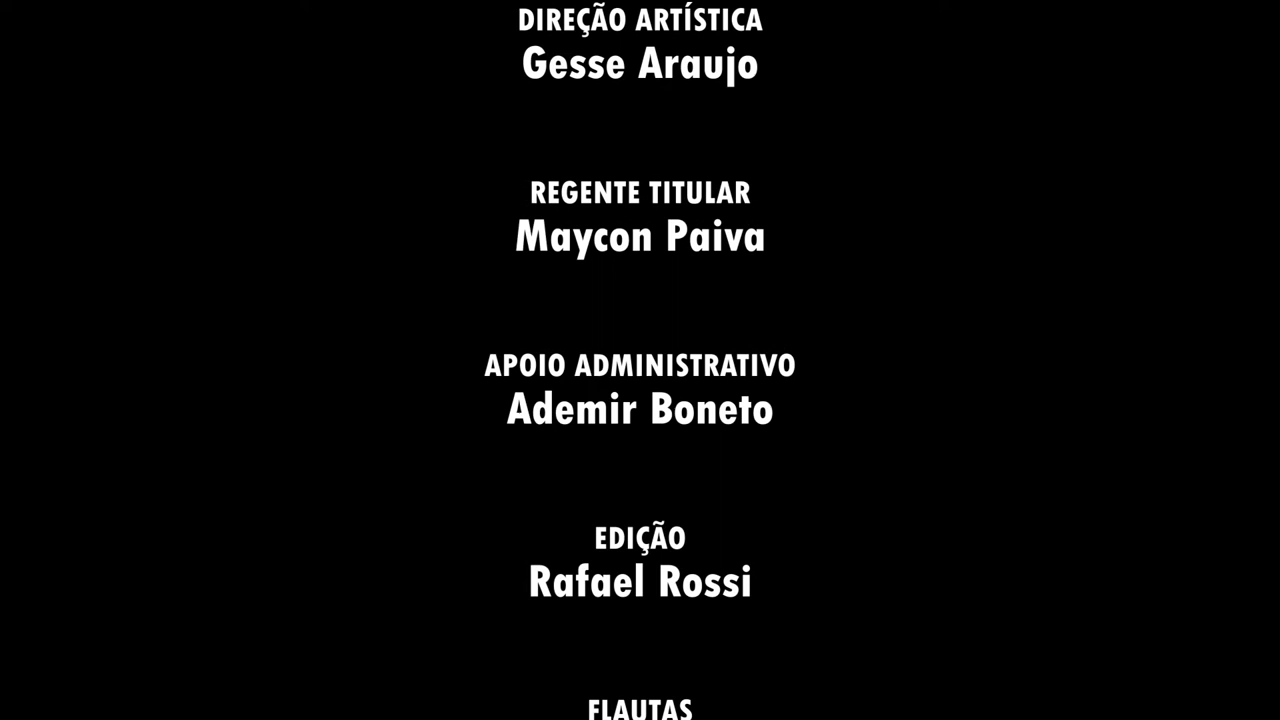 DIREÇÃO ARTÍSTICA
Gesse Araujo
REGENTE TITULAR
Maycon Paiva
APOIO ADMINISTRATIVO
Ademir Boneto
EDIÇÃO
Rafael Rossi
FLAUTAS